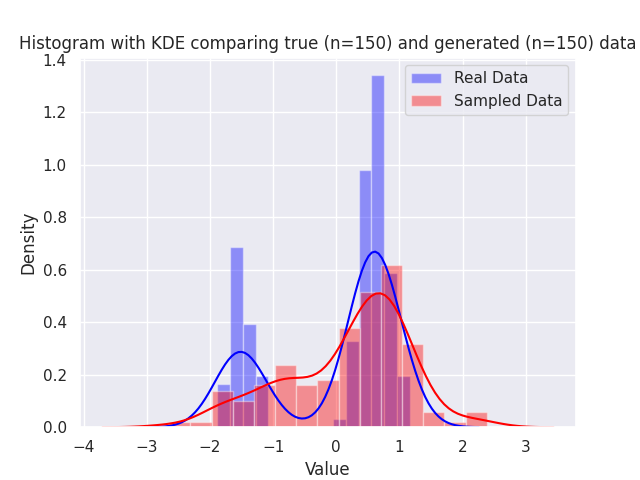 Histogram with KDE comparing true (n=150) and generated (n=150) data
Real Data
Sampled Data
Density
1.4
1.2
1.0
0.8
0.6
0.4
0.2
0.0
−4 −3 −2 −1 0 1 2 3
Value